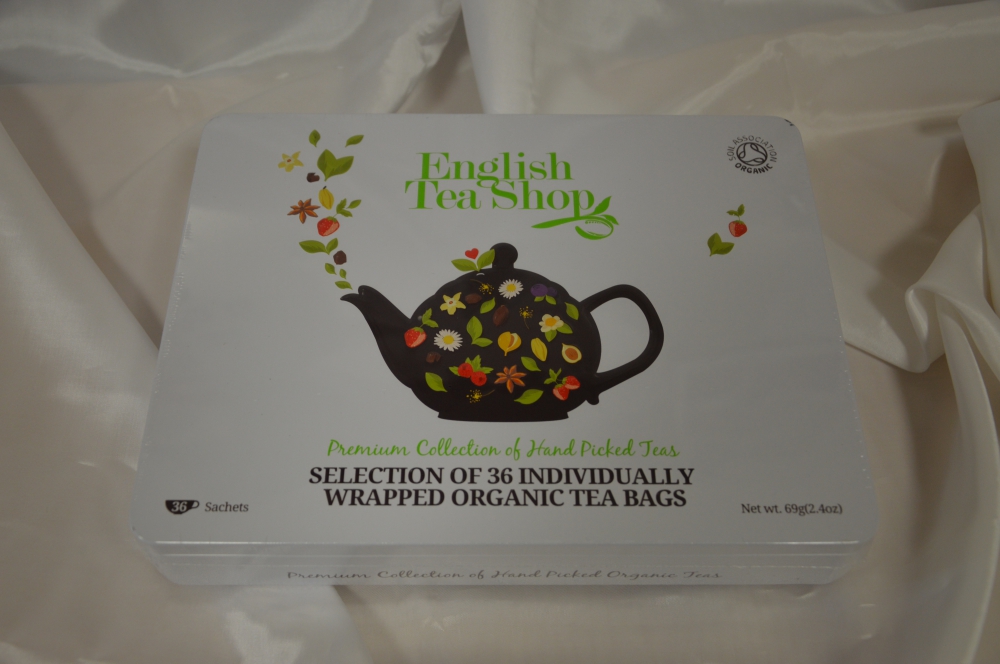 English
Tea Shop
SOIL ASSOCIATION
ORGANIC
Premium Collection of Hand Picked Teas
SELECTION OF 36 INDIVIDUALLY
WRAPPED ORGANIC TEA BAGS
36 Sachets
Net wt. 69g(2.4oz)
Premium Collection of Hand Picked Organic Teas